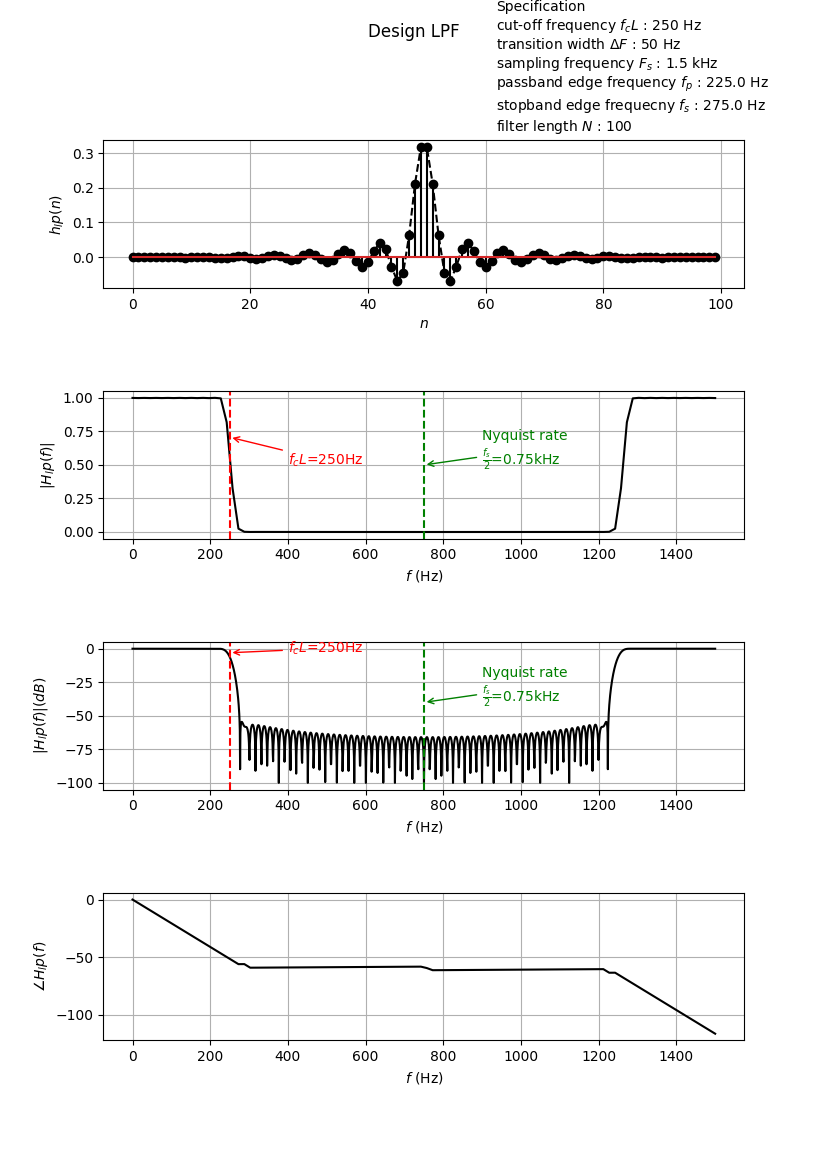 Design LPF
Specification
cut-off frequency f_cL : 250 Hz
transition width ΔF : 50 Hz
sampling frequency F_s : 1.5 kHz
passband edge frequency f_p : 225.0 Hz
stopband edge frequecny f_s : 275.0 Hz
filter length N : 100
h_lp(n)
0.3
0.2
0.1
0.0
0 20 40 60 80 100
n
|H_lp(f)|
1.00
0.75
0.50
0.25
0.00
f_cL=250Hz
Nyquist rate
f_s/2=0.75kHz
0 200 400 600 800 1000 1200 1400
f (Hz)
|H_lp(f)|(dB)
0
−25
−50
−75
−100
f_cL=250Hz
Nyquist rate
f_s/2=0.75kHz
0 200 400 600 800 1000 1200 1400
f (Hz)
∠H_lp(f)
0
−50
−100
0 200 400 600 800 1000 1200 1400
f (Hz)